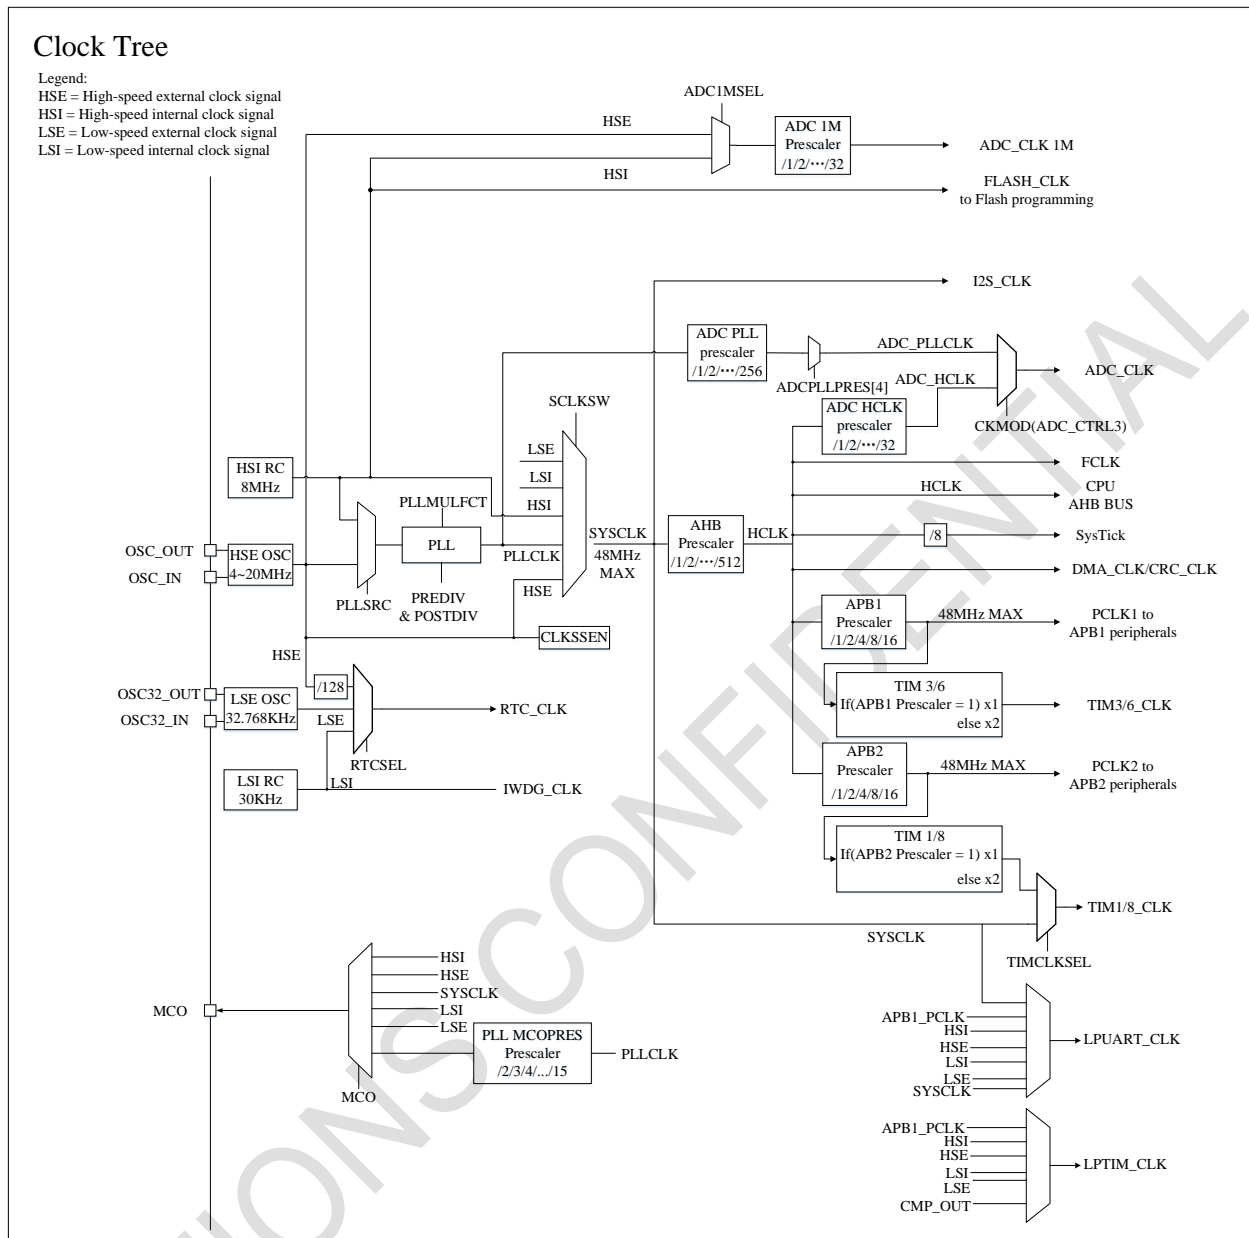 Clock Tree
Legend:
HSE = High-speed external clock signal
HSI = High-speed internal clock signal
LSE = Low-speed external clock signal
LSI = Low-speed internal clock signal
ADC1MSEL
HSE
ADC 1M
Prescaler
/1/2/···/32
ADC_CLK 1M
HSI
FLASH_CLK
to Flash programming
I2S_CLK
ADC PLL
prescaler
/1/2/···/256
ADCPLLPRES[4]
ADC_PLLCLK
ADC_HCLK
ADC_CLK
CKMOD(ADC_CTRL3)
ADC HCLK
prescaler
/1/2/···/32
SCLKSW
LSE
LSI
HSI
PLLCLK
HSE
HSI RC
8MHz
PLLMULFCT
PLL
PREDIV
& POSTDIV
PLLSRC
OSC_OUT
OSC_IN
HSE OSC
4~20MHz
SYSCLK
48MHz
MAX
AHB
Prescaler
/1/2/···/512
HCLK
FCLK
HCLK
CPU
AHB BUS
/8
SysTick
DMA_CLK/CRC_CLK
APB1
Prescaler
/1/2/4/8/16
48MHz MAX
PCLK1 to
APB1 peripherals
CLKSSEN
HSE
/128
OSC32_OUT
OSC32_IN
LSE OSC
32.768KHz
LSE
RTC_CLK
RTCSEL
LSI RC
30KHz
LSI
IWDG_CLK
TIM 3/6
If(APB1 Prescaler = 1) x1
else x2
TIM3/6_CLK
APB2
Prescaler
/1/2/4/8/16
48MHz MAX
PCLK2 to
APB2 peripherals
TIM 1/8
If(APB2 Prescaler = 1) x1
else x2
TIM1/8_CLK
SYSCLK
TIMCLKSEL
MCO
HSI
HSE
SYSCLK
LSI
LSE
PLL MCOPRES
Prescaler
/2/3/4/.../15
PLLCLK
MCO
APB1_PCLK
HSI
HSE
LSI
LSE
SYSCLK
LPUART_CLK
APB1_PCLK
HSI
HSE
LSI
LSE
CMP_OUT
LPTIM_CLK
TIONS CONFIDENTIAL